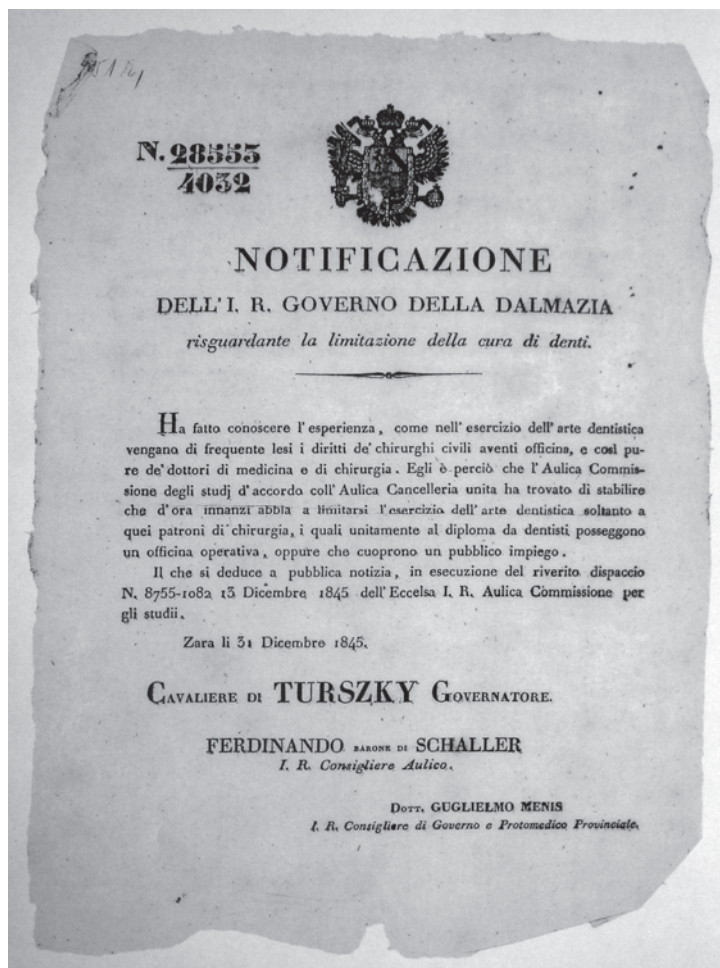 N. 28553
4032
NOTIFICAZIONE
DELL' I. R. GOVERNO DELLA DALMAZIA
risguardante la limitazione della cura di denti.
Ha fatto conoscere l'esperienza, come nell'esercizio dell'arte dentistica
vengano di frequente lesi i diritti de' chirurghi civili aventi officina, e così pu-
re de' dottori di medicina e di chirurgia. Egli è perciò che l'Aulica Commis-
sione degli studj d'accordo coll' Aulica Cancelleria unita ha trovato di stabilire
che d'ora innanzi abbia a limitarsi l'esercizio dell'arte dentistica soltanto a
quei patroni di chirurgia, i quali unitamente al diploma da dentisti posseggono
un officina operativa, oppure che cuoprono un pubblico impiego.
Il che si deduce a pubblica notizia, in esecuzione del riverito dispaccio
N. 8755-1082 13 Dicembre 1845 dell' Eccelsa I. R. Aulica Commissione per
gli studii.
Zara li 31 Dicembre 1845.
CAVALIERE DI TURSZKY GOVERNATORE.
FERDINANDO BARONE DI SCHALLER
I. R. Consigliere Aulico.
DOTT. GUGLIELMO MENIS
I. R. Consigliere di Governo e Protomedico Provinciale.